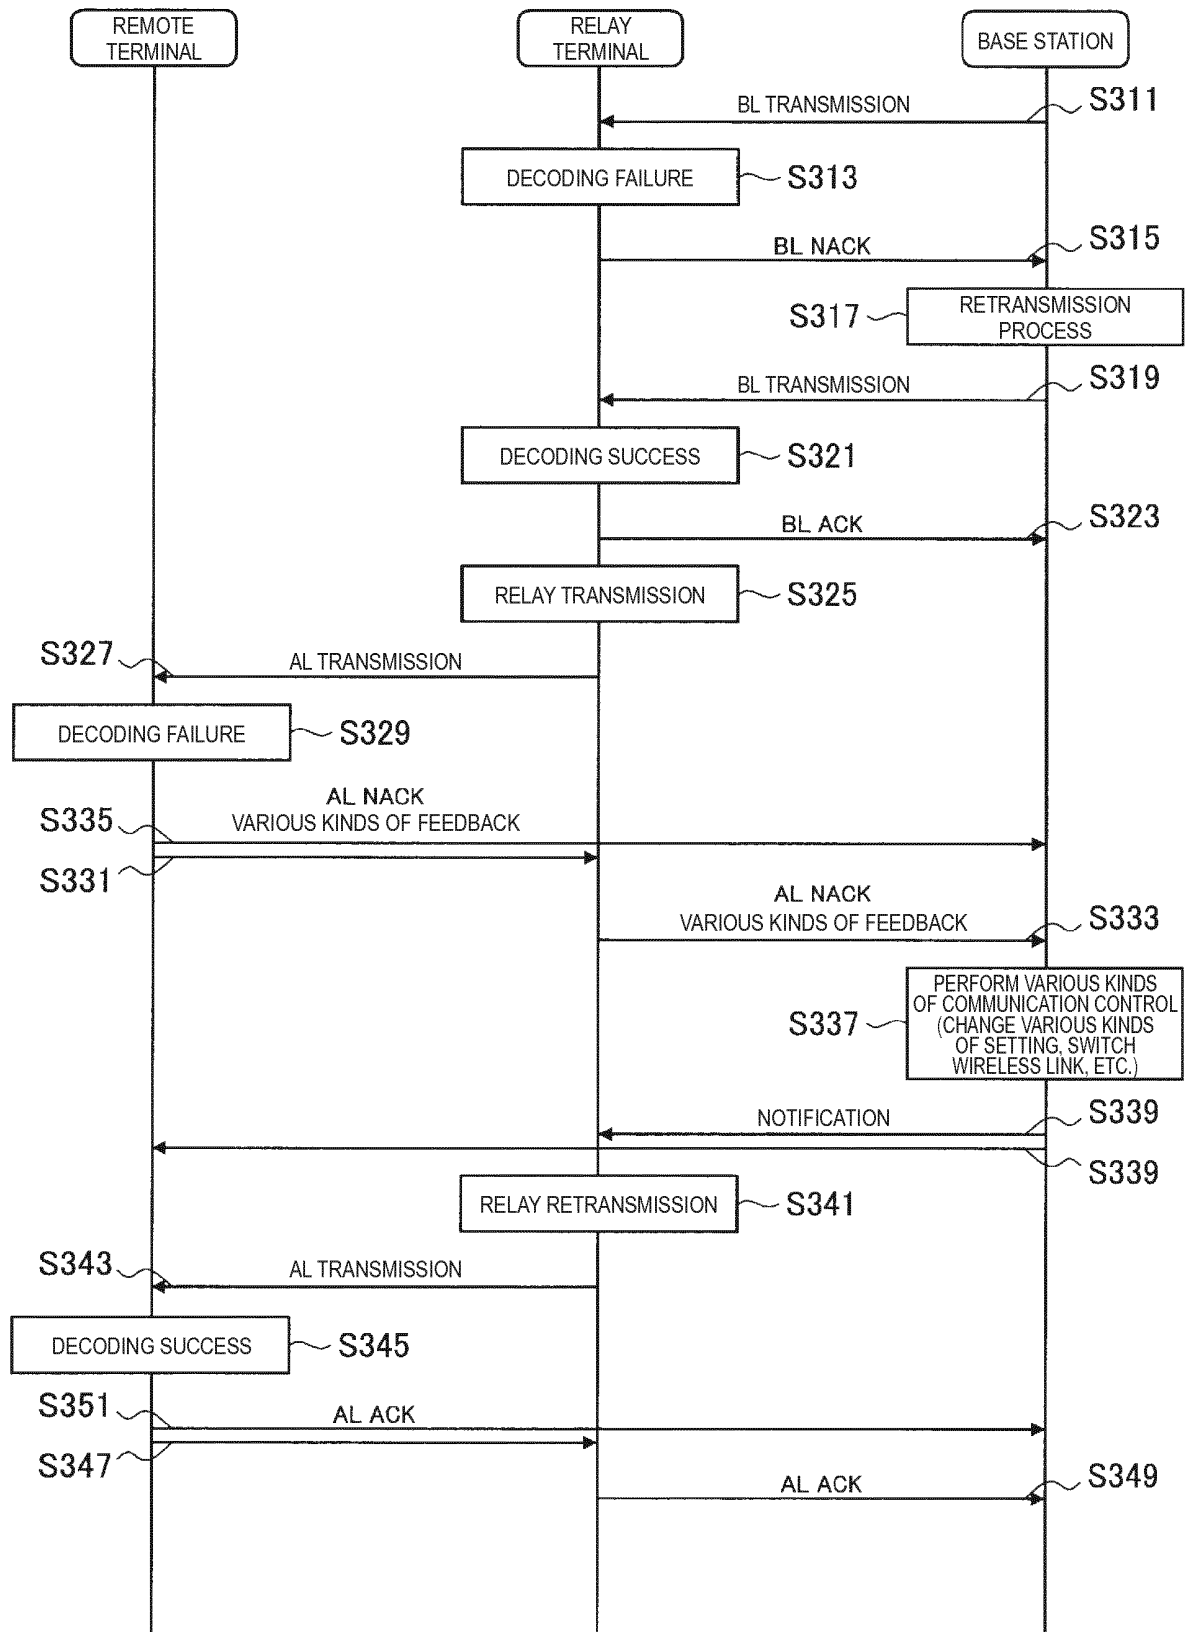 REMOTE
TERMINAL
RELAY
TERMINAL
BASE STATION
BL TRANSMISSION
S311
DECODING FAILURE
S313
BL NACK
S315
S317
RETRANSMISSION
PROCESS
BL TRANSMISSION
S319
DECODING SUCCESS
S321
BL ACK
S323
RELAY TRANSMISSION
S325
S327
AL TRANSMISSION
DECODING FAILURE
S329
AL NACK
VARIOUS KINDS OF FEEDBACK
S335
S331
AL NACK
VARIOUS KINDS OF FEEDBACK
S333
S337
PERFORM VARIOUS KINDS
OF COMMUNICATION CONTROL
(CHANGE VARIOUS KINDS
OF SETTING, SWITCH
WIRELESS LINK, ETC.)
NOTIFICATION
S339
S339
RELAY RETRANSMISSION
S341
S343
AL TRANSMISSION
DECODING SUCCESS
S345
S351
AL ACK
S347
AL ACK
S349